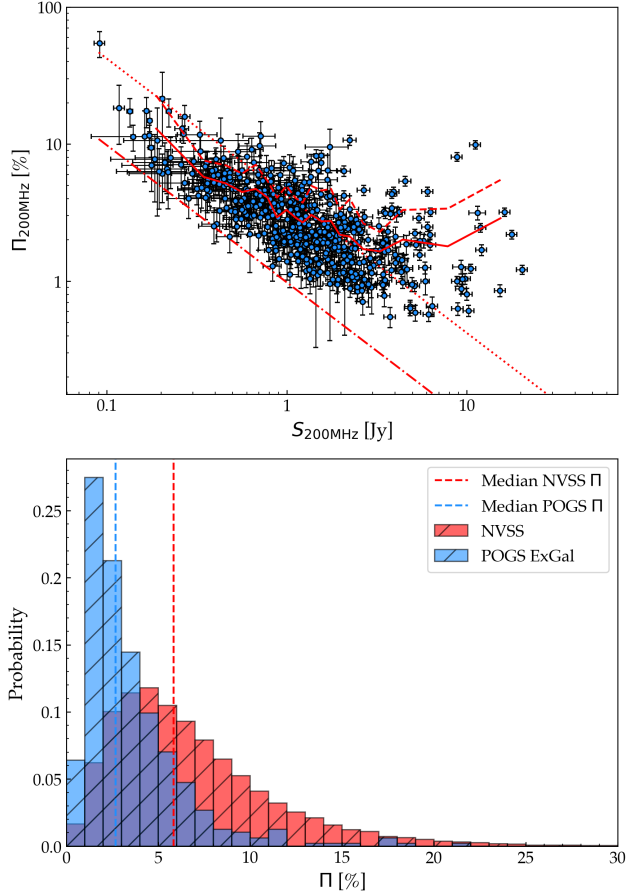 100
10
1
Π200MHz [%]
0.1
1
10
S200MHz [Jy]
Median NVSS Π
Median POGS Π
NVSS
POGS ExGal
0.25
0.2
0.15
0.1
0.05
0.0
Probability
0
5
10
15
20
25
30
Π [%]